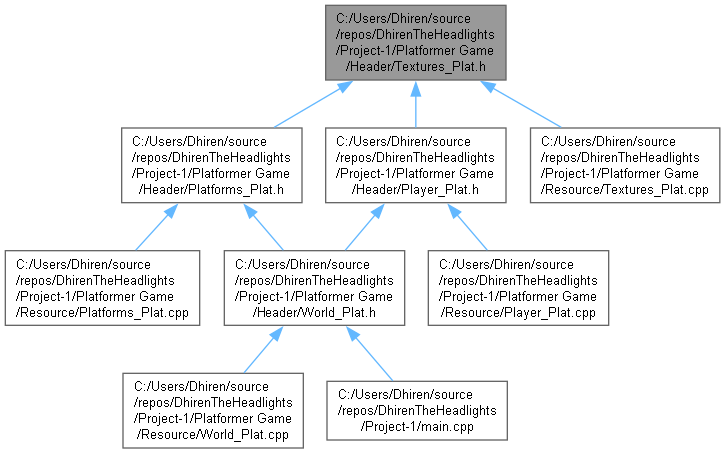 C:/Users/Dhiren/source
/repos/DhirenTheHeadlights
/Project-1/Platformer Game
/Header/Textures_Plat.h
C:/Users/Dhiren/source
/repos/DhirenTheHeadlights
/Project-1/Platformer Game
/Header/Platforms_Plat.h
C:/Users/Dhiren/source
/repos/DhirenTheHeadlights
/Project-1/Platformer Game
/Header/Player_Plat.h
C:/Users/Dhiren/source
/repos/DhirenTheHeadlights
/Project-1/Platformer Game
/Resource/Textures_Plat.cpp
C:/Users/Dhiren/source
/repos/DhirenTheHeadlights
/Project-1/Platformer Game
/Resource/Platforms_Plat.cpp
C:/Users/Dhiren/source
/repos/DhirenTheHeadlights
/Project-1/Platformer Game
/Header/World_Plat.h
C:/Users/Dhiren/source
/repos/DhirenTheHeadlights
/Project-1/Platformer Game
/Resource/Player_Plat.cpp
C:/Users/Dhiren/source
/repos/DhirenTheHeadlights
/Project-1/Platformer Game
/Resource/World_Plat.cpp
C:/Users/Dhiren/source
/repos/DhirenTheHeadlights
/Project-1/main.cpp